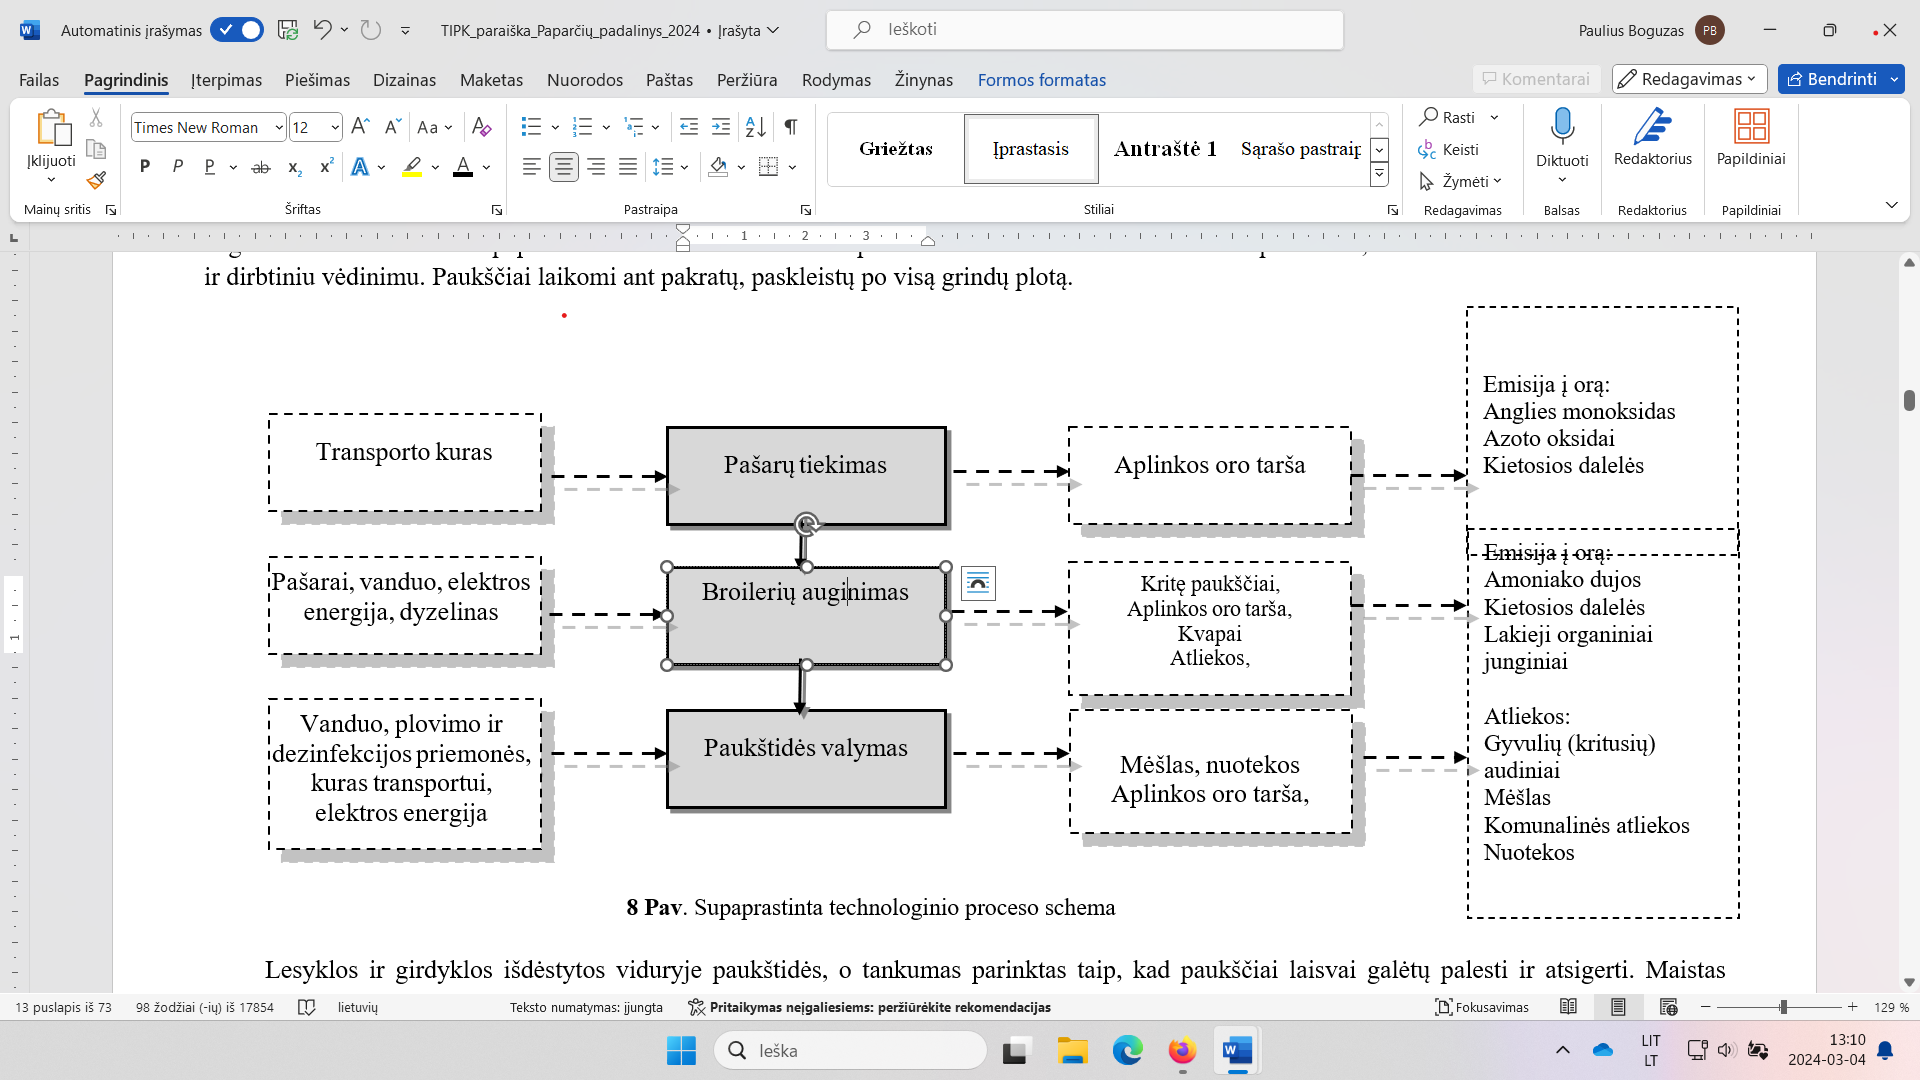 Automatinis įrašymas
TIPK_paraiška_Paparčių_padalinys_2024 • Įrašyta
Ieškoti
Paulius Boguzas
PB
Failas Pagrindinis Įterpimas Piešimas Dizainas Maketas Nuorodos Paštas Peržiūra Rodymas Žinynas Formos formatas
Komentarai
Redagavimas
Bendrinti
Įklijuoti
Mainų sritis
Times New Roman
12
Šriftas
Pastraipa
Griežtas
Įprastasis
Antraštė 1
Sąrašo pastraip
Stiliai
Rasti
Keisti
Žymėti
Redagavimas
Diktuoti
Balsas
Redaktorius
Redaktorius
Papildiniai
Papildiniai
1 2 3
1
ir dirbtiniu vėdinimu. Paukščiai laikomi ant pakratų, paskleistų po visą grindų plotą.
Transporto kuras
Pašarų tiekimas
Aplinkos oro tarša
Emisija į orą:
Anglies monoksidas
Azoto oksidai
Kietosios dalelės
Pašarai, vanduo, elektros
energija, dyzelinas
Broilerių auginimas
Kritę paukščiai,
Aplinkos oro tarša,
Kvapai
Atliekos,
Emisija į orą:
Amoniako dujos
Kietosios dalelės
Lakieji organiniai
junginiai
Atliekos:
Gyvulių (kritusių)
audiniai
Mėšlas
Komunalinės atliekos
Nuotekos
Vanduo, plovimo ir
dezinfekcijos priemonės,
kuras transportui,
elektros energija
Paukštidės valymas
Mėšlas, nuotekos
Aplinkos oro tarša,
8 Pav. Supaprastinta technologinio proceso schema
Lesyklos ir girdyklos išdėstytos viduryje paukštidės, o tankumas parinktas taip, kad paukščiai laisvai galėtų palesti ir atsigerti. Maistas
13 puslapis iš 73
98 žodžiai (-ių) iš 17854
lietuvių
Teksto numatymas: įjungta
Pritaikymas neįgaliesiems: peržiūrėkite rekomendacijas
Fokusavimas
129 %
Ieška
LIT
LT
13:10
2024-03-04